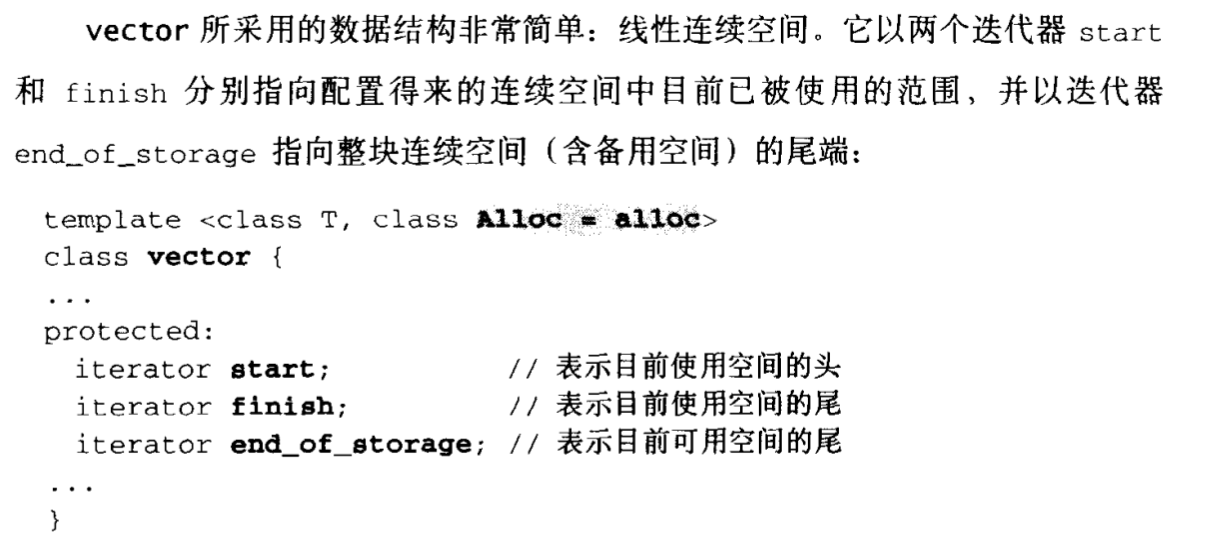 vector 所采用的数据结构非常简单：线性连续空间。它以两个迭代器 start
和 finish 分别指向配置得来的连续空间中目前已被使用的范围，并以迭代器
end_of_storage 指向整块连续空间（含备用空间）的尾端：
template <class T, class Alloc = alloc>
class vector {
...
protected:
iterator start; // 表示目前使用空间的头
iterator finish; // 表示目前使用空间的尾
iterator end_of_storage; // 表示目前可用空间的尾
...
}